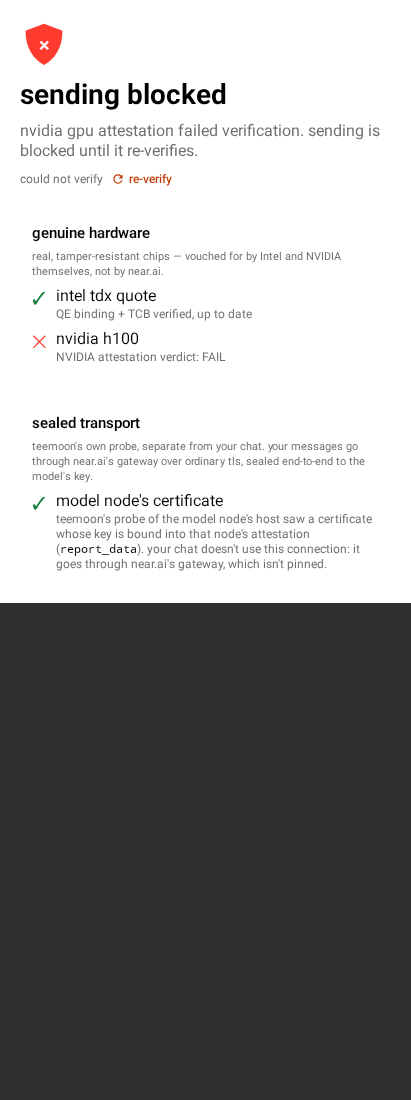 sending blocked
nvidia gpu attestation failed verification. sending is
blocked until it re-verifies.
could not verify re-verify
genuine hardware
real, tamper-resistant chips — vouched for by Intel and NVIDIA
themselves, not by near.ai.
✓ intel tdx quote
QE binding + TCB verified, up to date
✕ nvidia h100
NVIDIA attestation verdict: FAIL
sealed transport
teemoon's own probe, separate from your chat. your messages go
through near.ai's gateway over ordinary tls, sealed end-to-end to the
model's key.
✓ model node's certificate
teemoon's probe of the model node's host saw a certificate
whose key is bound into that node's attestation
(report_data). your chat doesn't use this connection: it
goes through near.ai's gateway, which isn't pinned.